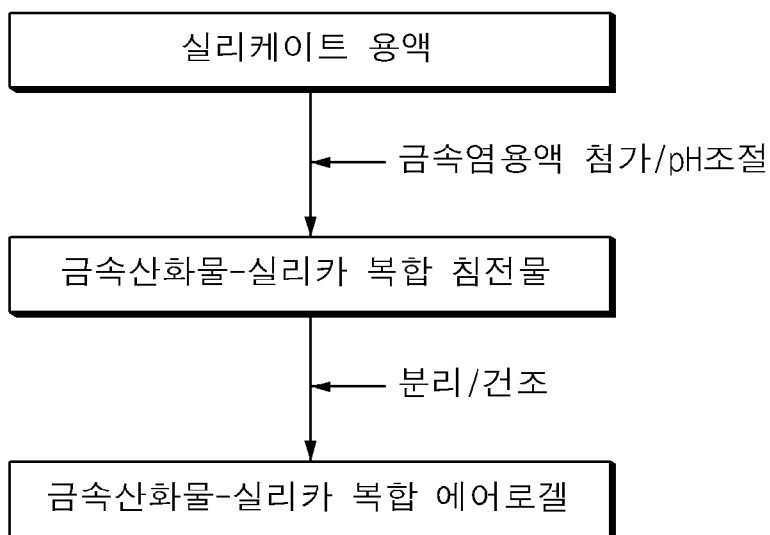 실리케이트 용액
금속염용액 첨가/pH조절
금속산화물-실리카 복합 침전물
분리/건조
금속산화물-실리카 복합 에어로겔